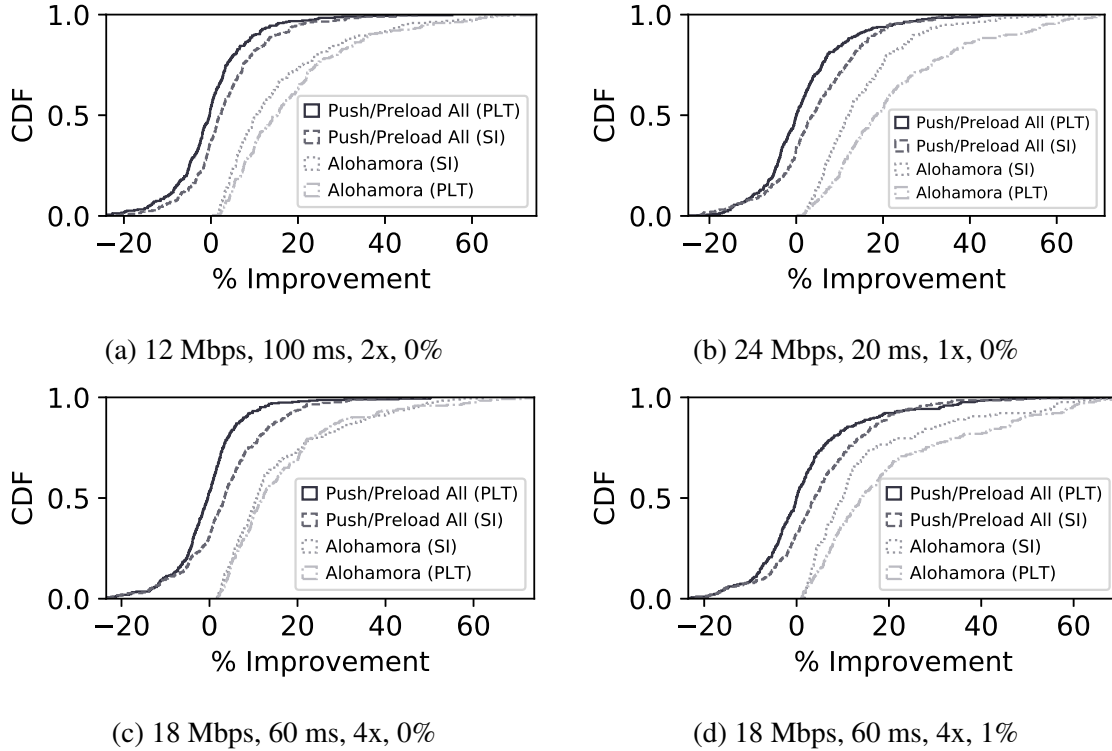 1.0
0.5
0.0
CDF
−20 0 20 40 60
% Improvement
Push/Preload All (PLT)
Push/Preload All (SI)
Alohamora (SI)
Alohamora (PLT)
(a) 12 Mbps, 100 ms, 2x, 0%
1.0
0.5
0.0
CDF
−20 0 20 40 60
% Improvement
Push/Preload All (PLT)
Push/Preload All (SI)
Alohamora (SI)
Alohamora (PLT)
(b) 24 Mbps, 20 ms, 1x, 0%
1.0
0.5
0.0
CDF
−20 0 20 40 60
% Improvement
Push/Preload All (PLT)
Push/Preload All (SI)
Alohamora (SI)
Alohamora (PLT)
(c) 18 Mbps, 60 ms, 4x, 0%
1.0
0.5
0.0
CDF
−20 0 20 40 60
% Improvement
Push/Preload All (PLT)
Push/Preload All (SI)
Alohamora (SI)
Alohamora (PLT)
(d) 18 Mbps, 60 ms, 4x, 1%